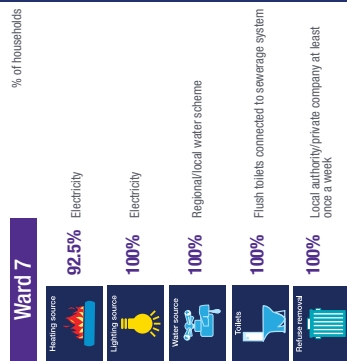 Ward 7
% of households
Heating source
92.5% Electricity
Lighting source
100% Electricity
Water source
100% Regional/local water scheme
Toilets
100% Flush toilets connected to sewerage system
Refuse removal
100% Local authority/private company at least
once a week